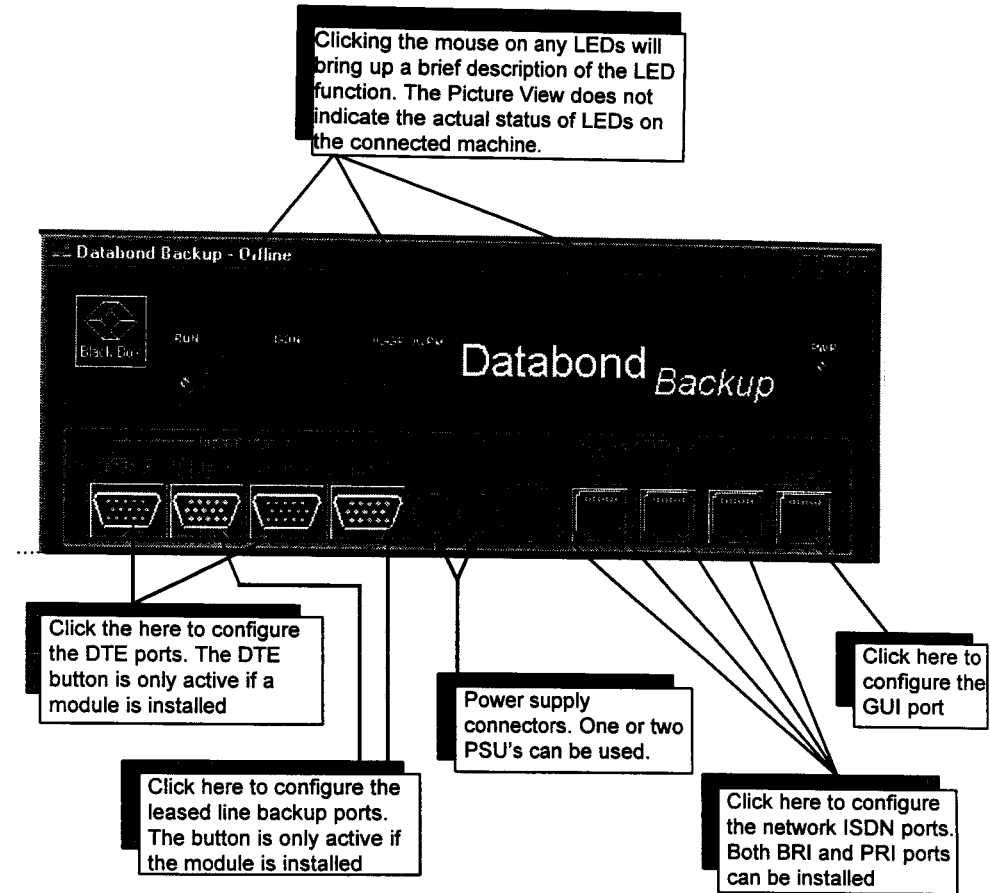 Clicking the mouse on any LEDs will
bring up a brief description of the LED
function. The Picture View does not
indicate the actual status of LEDs on
the connected machine.
Databond Backup - Offline
Black Box
RUN
ISDN
PWR
Databond Backup
Click the here to configure
the DTE ports. The DTE
button is only active if a
module is installed
Click here to configure the
leased line backup ports.
The button is only active if
the module is installed
Power supply
connectors. One or two
PSU's can be used.
Click here to
configure the
GUI port
Click here to configure
the network ISDN ports.
Both BRI and PRI ports
can be installed